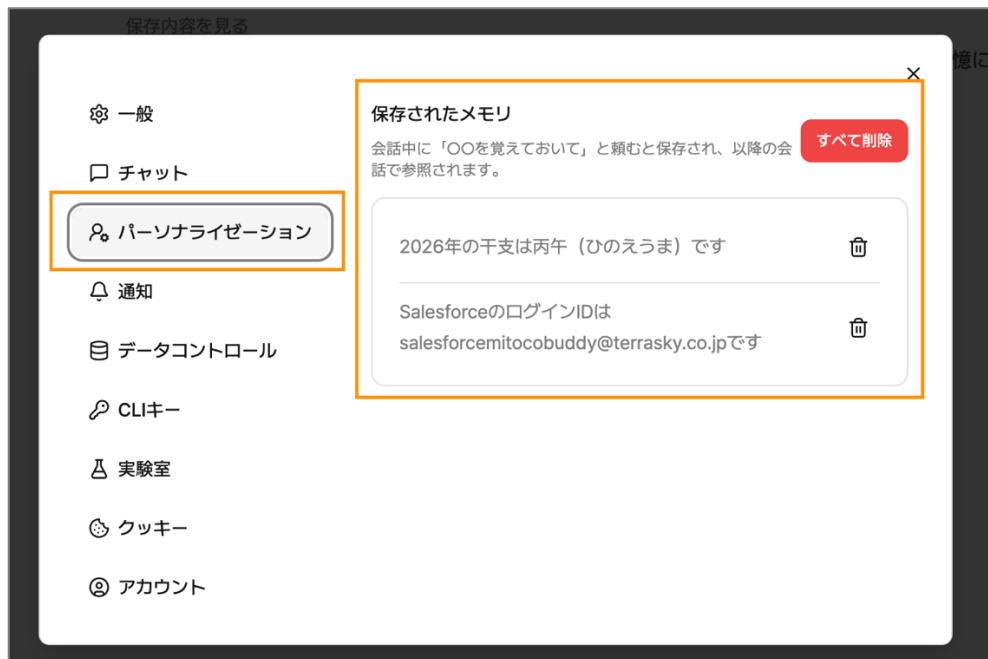 保存内容を見る
憶に
一般
チャット
パーソナライゼーション
通知
データコントロール
CLIキー
実験室
クッキー
アカウント
保存されたメモリ
会話中に「〇〇を覚えておいて」と頼むと保存され、以降の会
話で参照されます。
すべて削除
2026年の干支は丙午（ひのえうま）です
SalesforceのログインIDは
salesforcemitocobuddy@terrasky.co.jpです